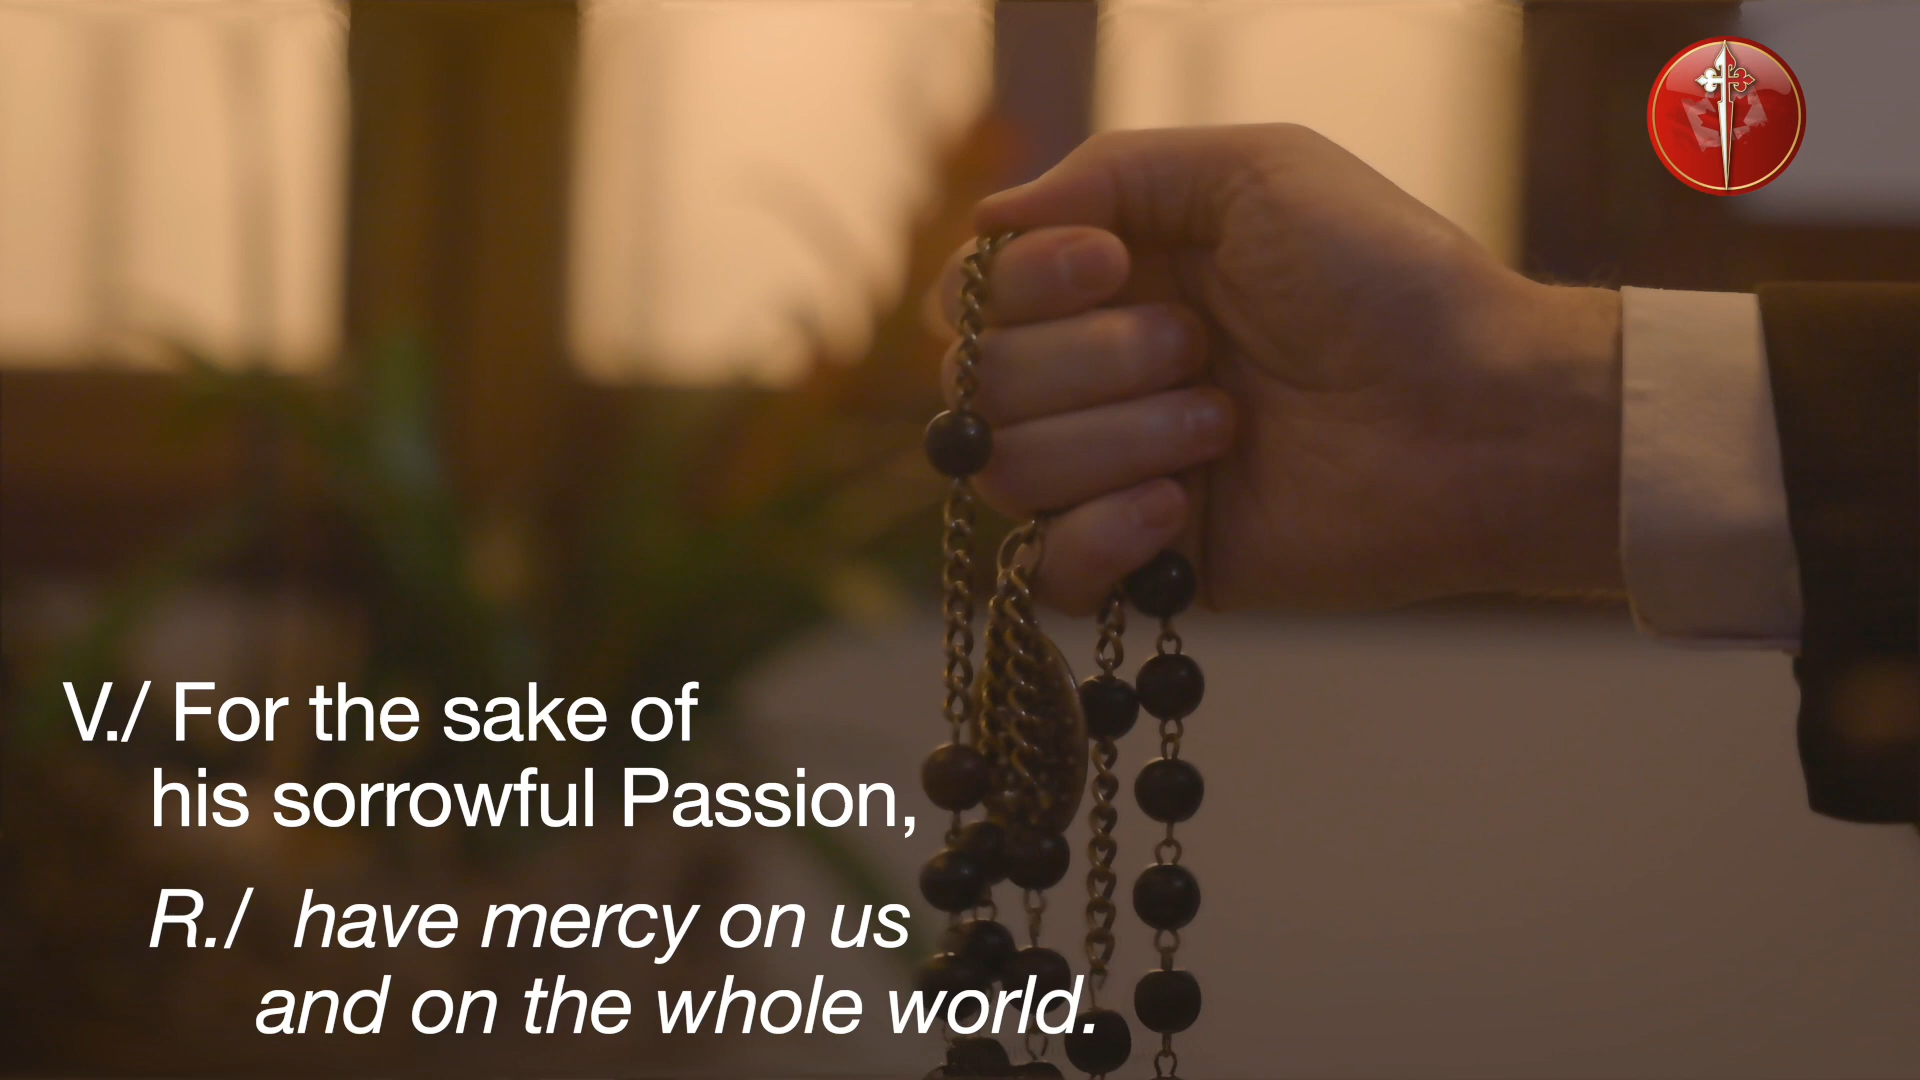 V./ For the sake of
his sorrowful Passion,
R./ have mercy on us
and on the whole world.